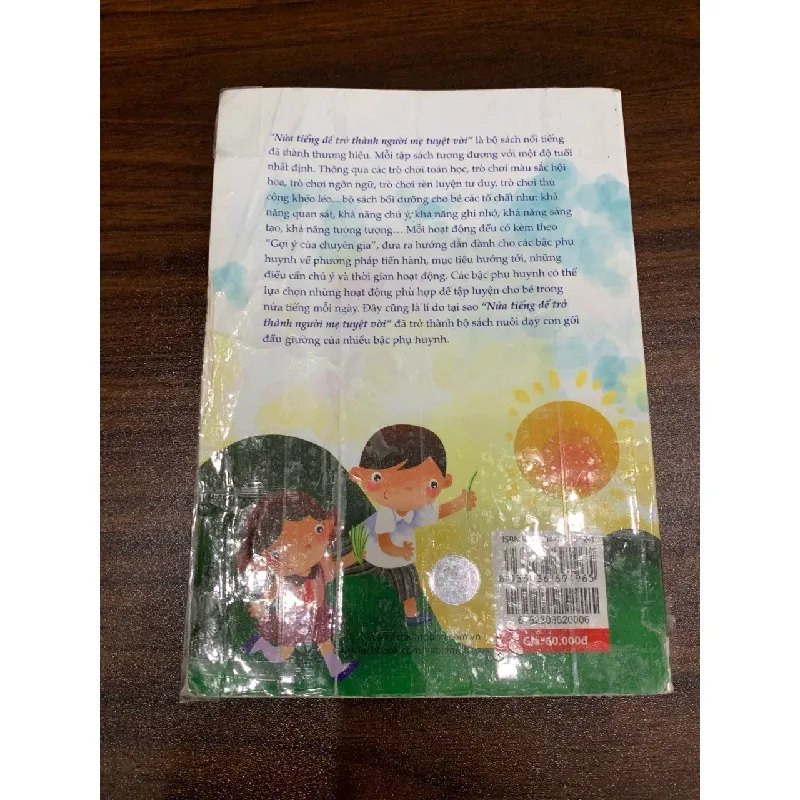 "Nửa tiếng để trở thành người mẹ tuyệt vời" là bộ sách nổi tiếng
đã thành thương hiệu. Mỗi tập sách tương đương với một độ tuổi
nhất định. Thông qua các trò chơi toán học, trò chơi màu sắc hội
họa, trò chơi ngôn ngữ, trò chơi rèn luyện tư duy, trò chơi thủ
công khéo léo... bộ sách bồi dưỡng cho bé các tố chất như: khả
năng quan sát, khả năng chú ý, khả năng ghi nhớ, khả năng sáng
tạo, khả năng tưởng tượng... Mỗi hoạt động đều có kèm theo
"Gợi ý của chuyên gia", đưa ra hướng dẫn dành cho các bậc phụ
huynh về phương pháp tiến hành, mục tiêu hướng tới, những
điều cần chú ý và thời gian hoạt động. Các bậc phụ huynh có thể
lựa chọn những hoạt động phù hợp để tập luyện cho bé trong
nửa tiếng mỗi ngày. Đây cũng là lí do tại sao "Nửa tiếng để trở
thành người mẹ tuyệt vời" đã trở thành bộ sách nuôi dạy con gối
đầu giường của nhiều bậc phụ huynh.
ISBN
6 92303520006
Giá: 60.000đ